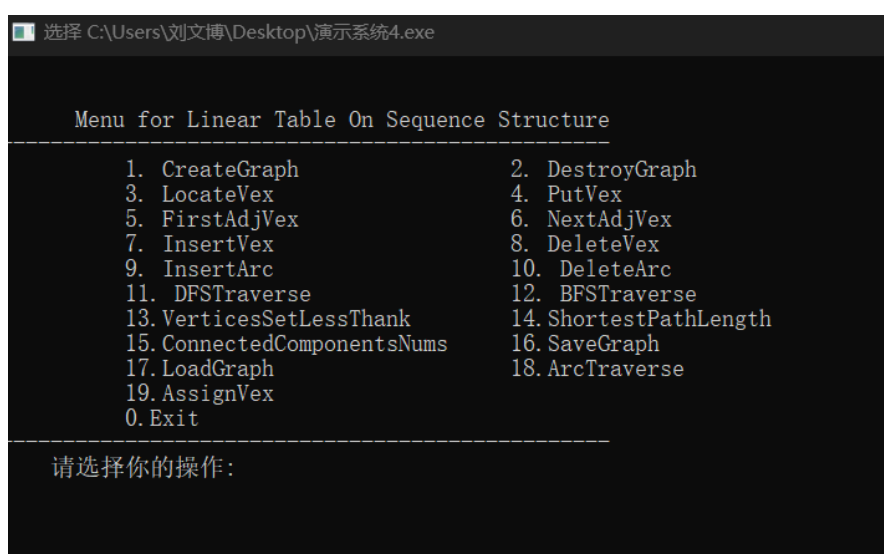 选择 C:\Users\刘文博\Desktop\演示系统4.exe
Menu for Linear Table On Sequence Structure
1. CreateGraph 2. DestroyGraph
3. LocateVex 4. PutVex
5. FirstAdjVex 6. NextAdjVex
7. InsertVex 8. DeleteVex
9. InsertArc 10. DeleteArc
11. DFSTraverse 12. BFSTraverse
13.VerticesSetLessThank 14.ShortestPathLength
15.ConnectedComponentsNums 16.SaveGraph
17.LoadGraph 18.ArcTraverse
19.AssignVex
0.Exit
请选择你的操作: